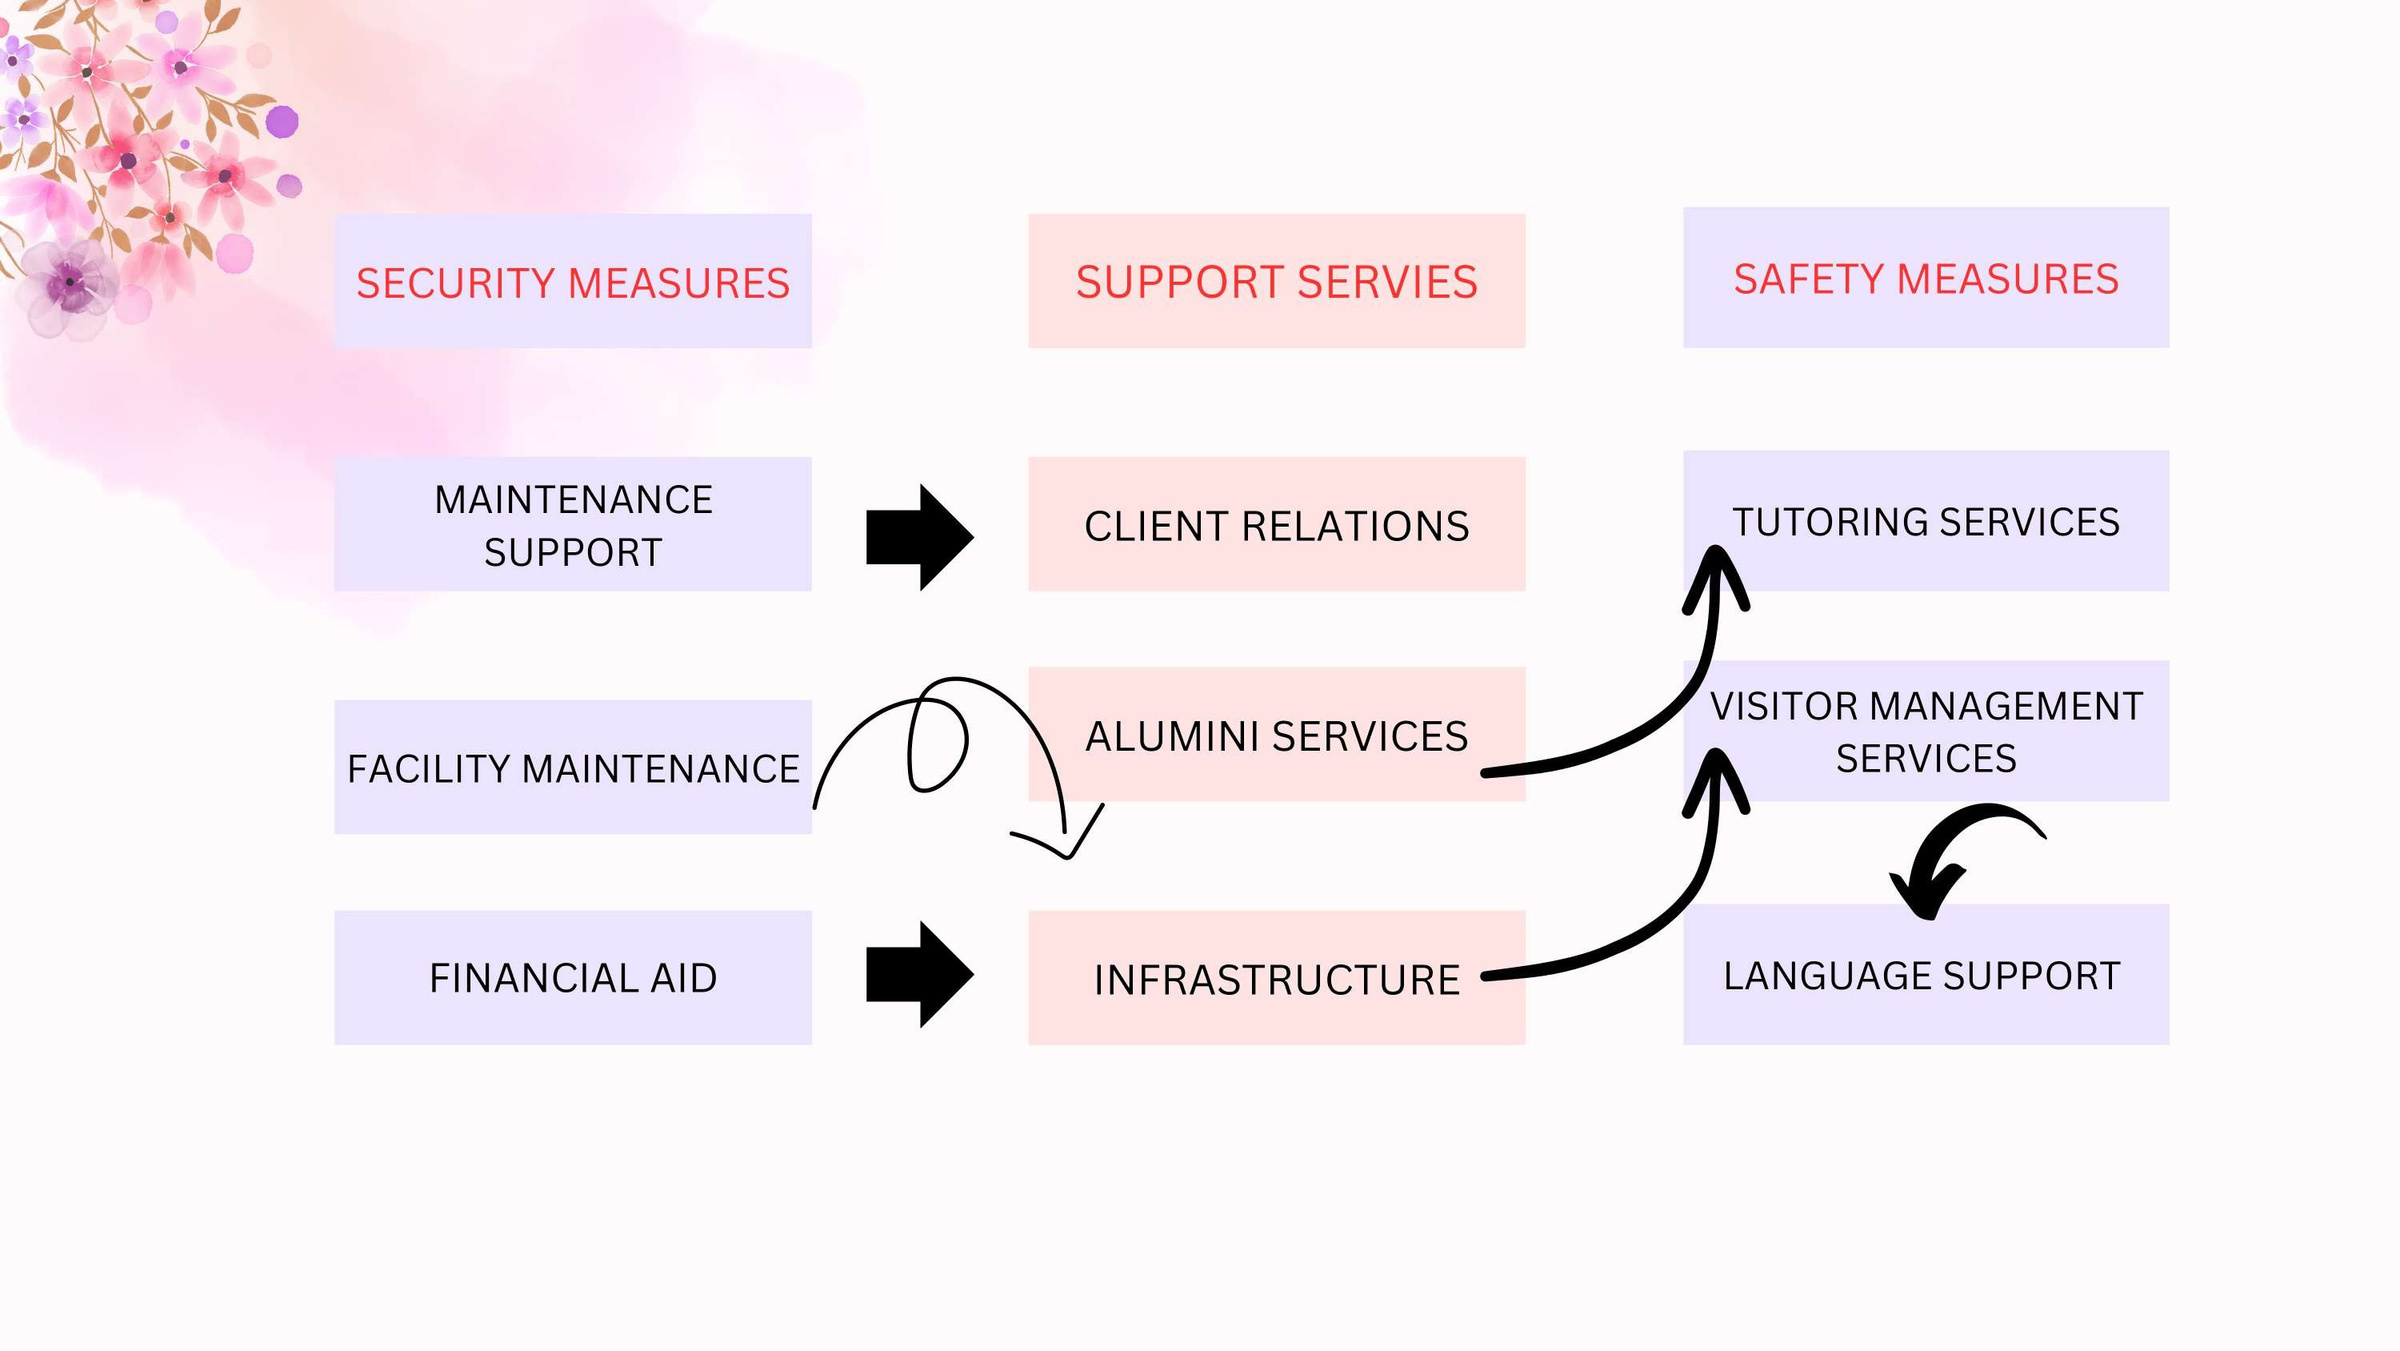 SECURITY MEASURES
SUPPORT SERVIES
SAFETY MEASURES
MAINTENANCE
SUPPORT
CLIENT RELATIONS
TUTORING SERVICES
FACILITY MAINTENANCE
ALUMINI SERVICES
VISITOR MANAGEMENT
SERVICES
FINANCIAL AID
INFRASTRUCTURE
LANGUAGE SUPPORT